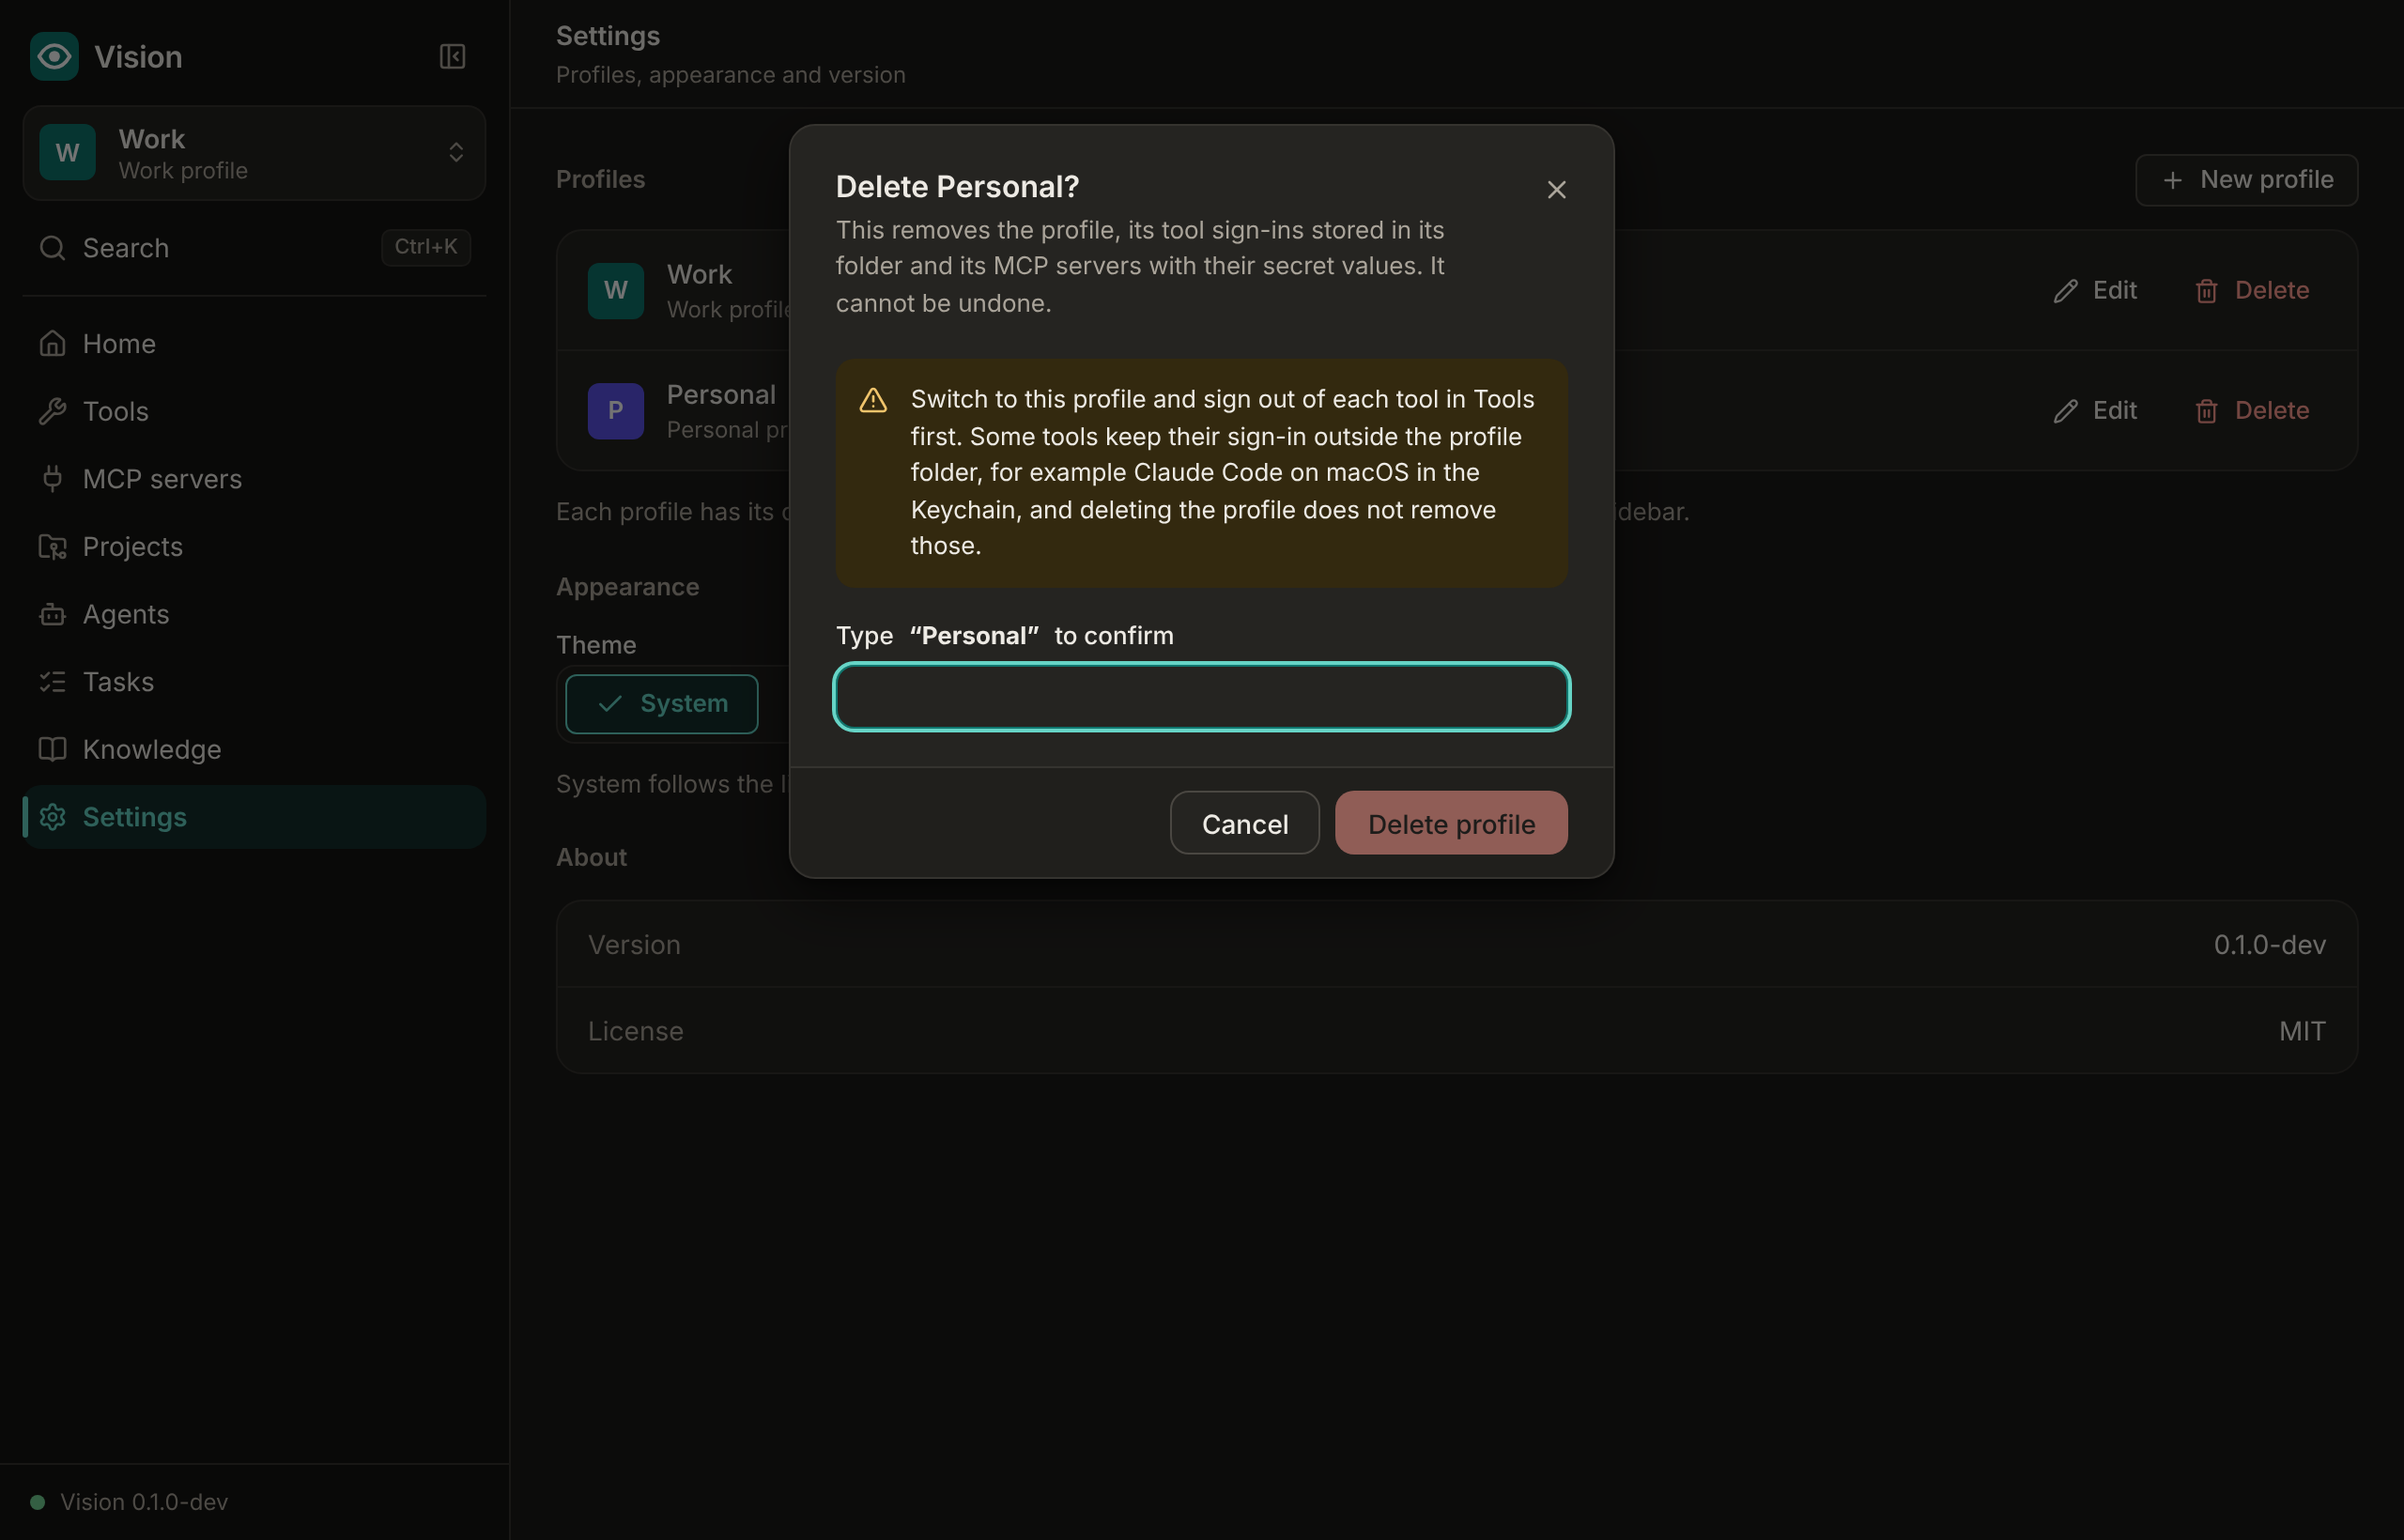 Vision
W
Work
Work profile
Search
Ctrl+K
Home
Tools
MCP servers
Projects
Agents
Tasks
Knowledge
Settings
Vision 0.1.0-dev
Settings
Profiles, appearance and version
Profiles
New profile
W
Work
Work profile
Edit
Delete
P
Personal
Personal pr
Edit
Delete
Each profile has its
idebar.
Appearance
Theme
System
System follows the
About
Version
0.1.0-dev
License
MIT
Delete Personal?
This removes the profile, its tool sign-ins stored in its
folder and its MCP servers with their secret values. It
cannot be undone.
Switch to this profile and sign out of each tool in Tools
first. Some tools keep their sign-in outside the profile
folder, for example Claude Code on macOS in the
Keychain, and deleting the profile does not remove
those.
Type “Personal” to confirm
Cancel
Delete profile